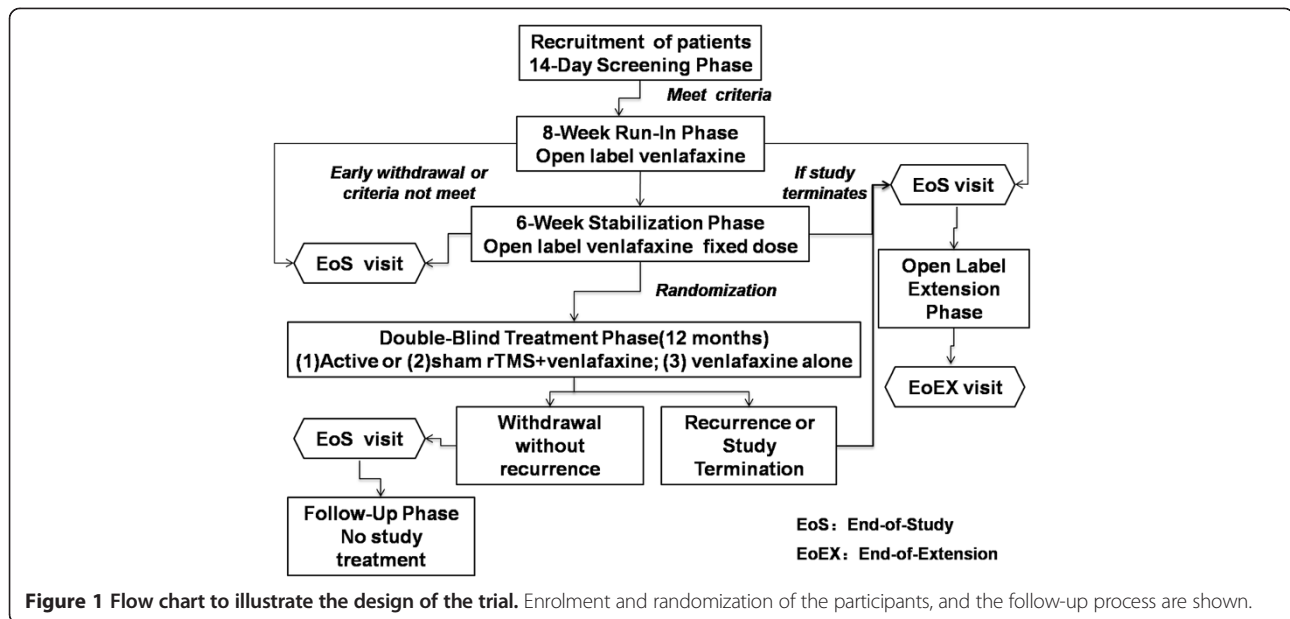 Recruitment of patients
14-Day Screening Phase
Meet criteria
8-Week Run-In Phase
Open label venlafaxine
Early withdrawal or
criteria not meet
If study
terminates
EoS visit
6-Week Stabilization Phase
Open label venlafaxine fixed dose
EoS visit
Open Label
Extension
Phase
Randomization
Double-Blind Treatment Phase(12 months)
(1)Active or (2)sham rTMS+venlafaxine; (3) venlafaxine alone
EoEX visit
EoS visit
Withdrawal
without
recurrence
Recurrence or
Study
Termination
Follow-Up Phase
No study
treatment
EoS: End-of-Study
EoEX: End-of-Extension
Figure 1 Flow chart to illustrate the design of the trial. Enrolment and randomization of the participants, and the follow-up process are shown.